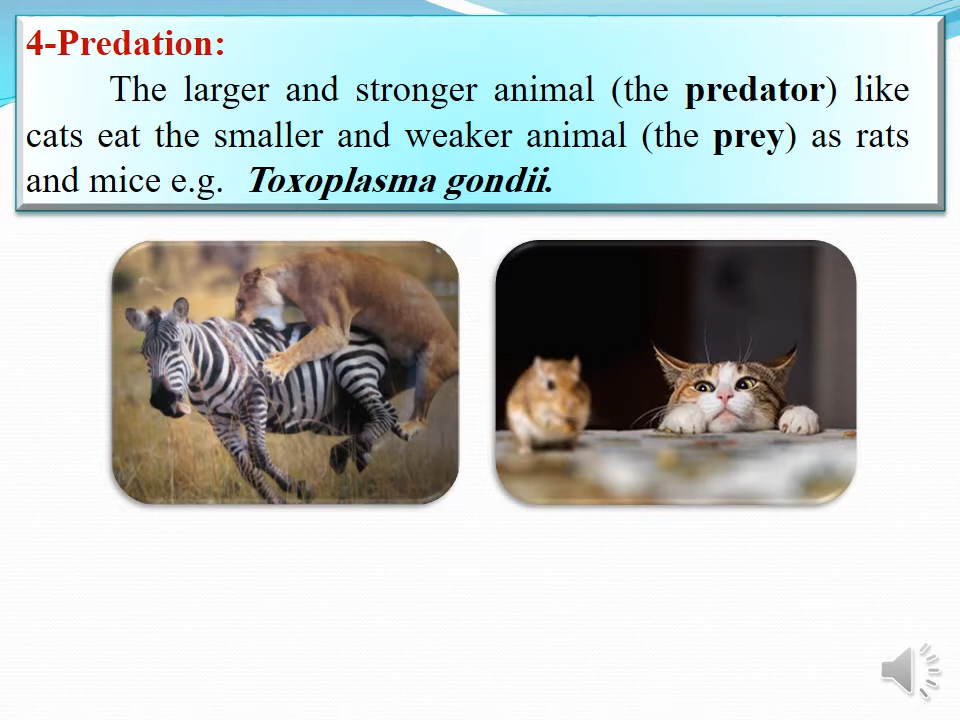 4-Predation:
The larger and stronger animal (the predator) like
cats eat the smaller and weaker animal (the prey) as rats
and mice e.g. Toxoplasma gondii.